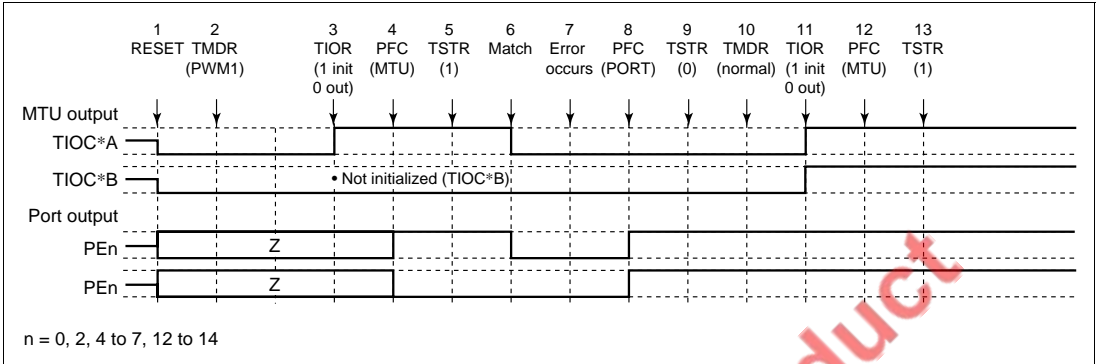 1 2 3 4 5 6 7 8 9 10 11 12 13
RESET TMDR TIOR PFC TSTR Match Error PFC TSTR TMDR TIOR PFC TSTR
(PWM1) (1 init (MTU) (1) occurs (PORT) (0) (normal) (1 init (MTU) (1)
0 out) 0 out)
MTU output
TIOC*A
TIOC*B • Not initialized (TIOC*B)
Port output
PEn Z
PEn Z
n = 0, 2, 4 to 7, 12 to 14
duct